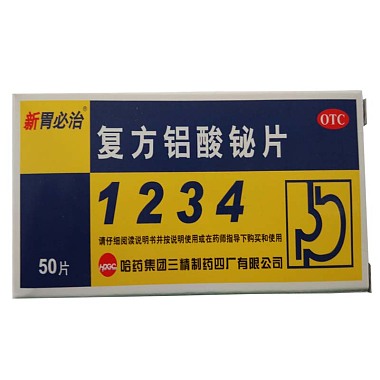 新胃必治®
OTC
复方铝酸铋片
1234
请仔细阅读说明书并按说明使用或在药师指导下购买和使用
50片
HPGC 哈药集团三精制药四厂有限公司